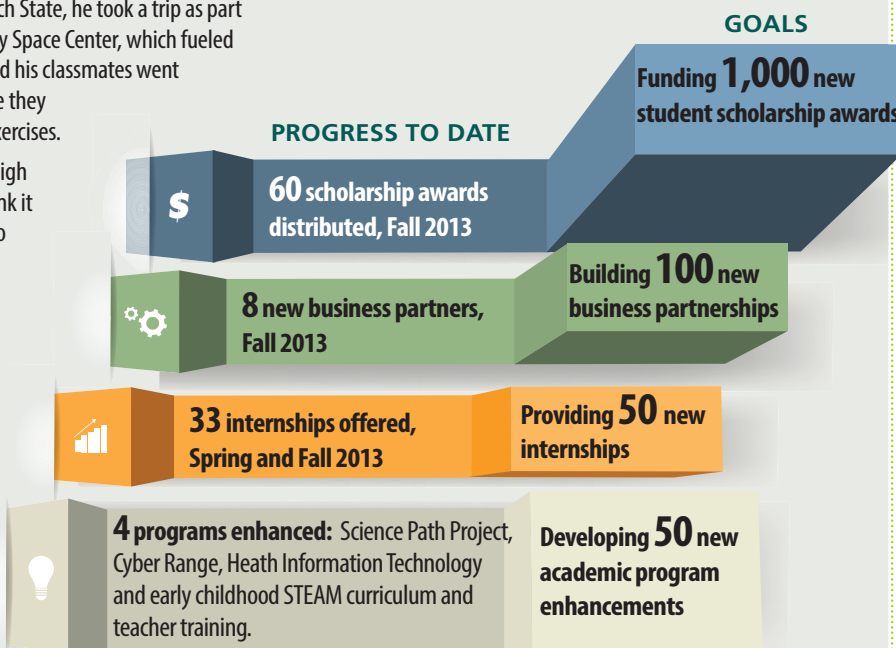 ch State, he took a trip as part
y Space Center, which fueled
d his classmates went
e they
ercises.
igh
nk it
o
GOALS
PROGRESS TO DATE
$
60 scholarship awards
distributed, Fall 2013
Funding 1,000 new
student scholarship awards
8 new business partners,
Fall 2013
Building 100 new
business partnerships
33 internships offered,
Spring and Fall 2013
Providing 50 new
internships
4 programs enhanced: Science Path Project,
Cyber Range, Heath Information Technology
and early childhood STEAM curriculum and
teacher training.
Developing 50 new
academic program
enhancements